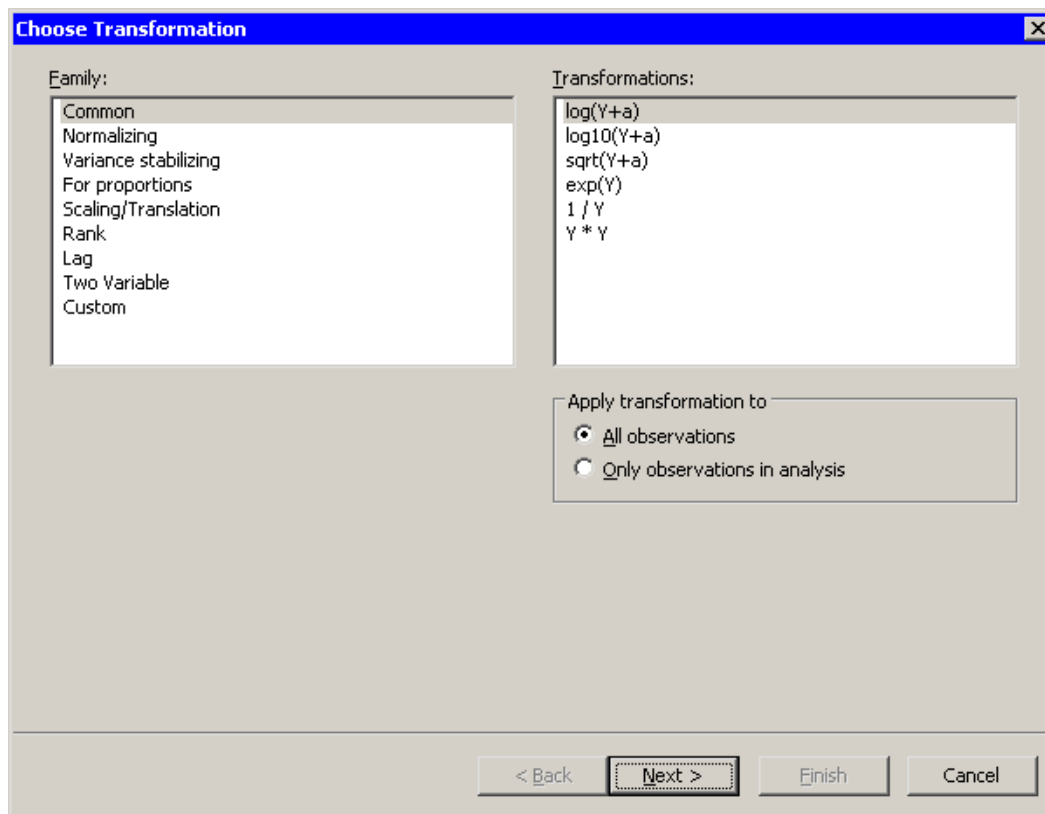 Choose Transformation
Family:
Common
Normalizing
Variance stabilizing
For proportions
Scaling/Translation
Rank
Lag
Two Variable
Custom
Transformations:
log(Y+a)
log10(Y+a)
sqrt(Y+a)
exp(Y)
1 / Y
Y * Y
Apply transformation to
All observations
Only observations in analysis
< Back Next > Finish Cancel